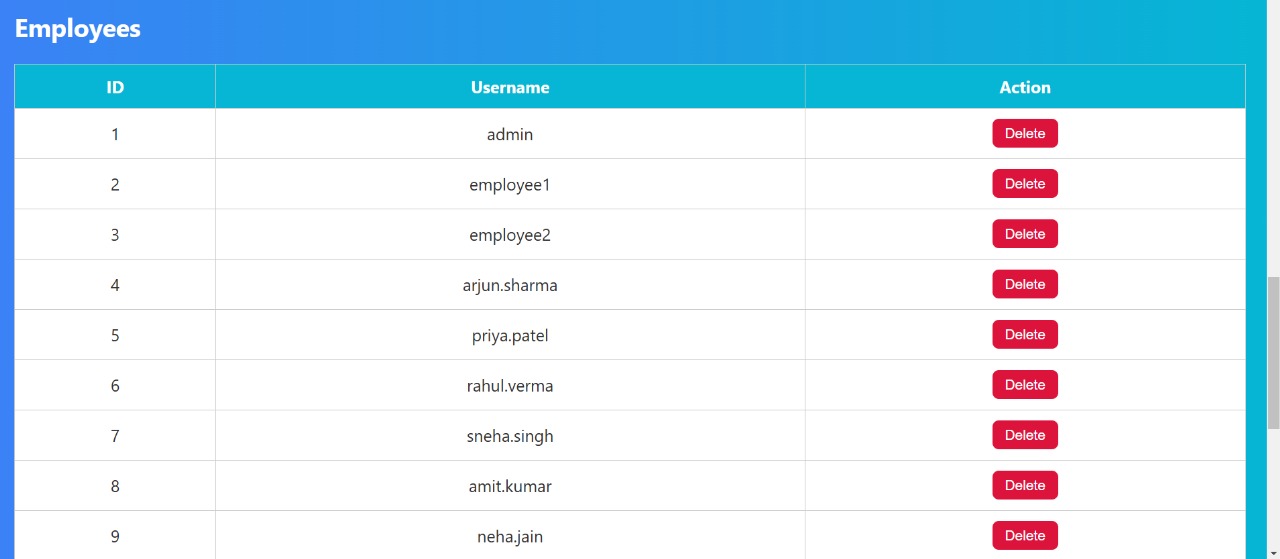 Employees
ID Username Action
1 admin Delete
2 employee1 Delete
3 employee2 Delete
4 arjun.sharma Delete
5 priya.patel Delete
6 rahul.verma Delete
7 sneha.singh Delete
8 amit.kumar Delete
9 neha.jain Delete